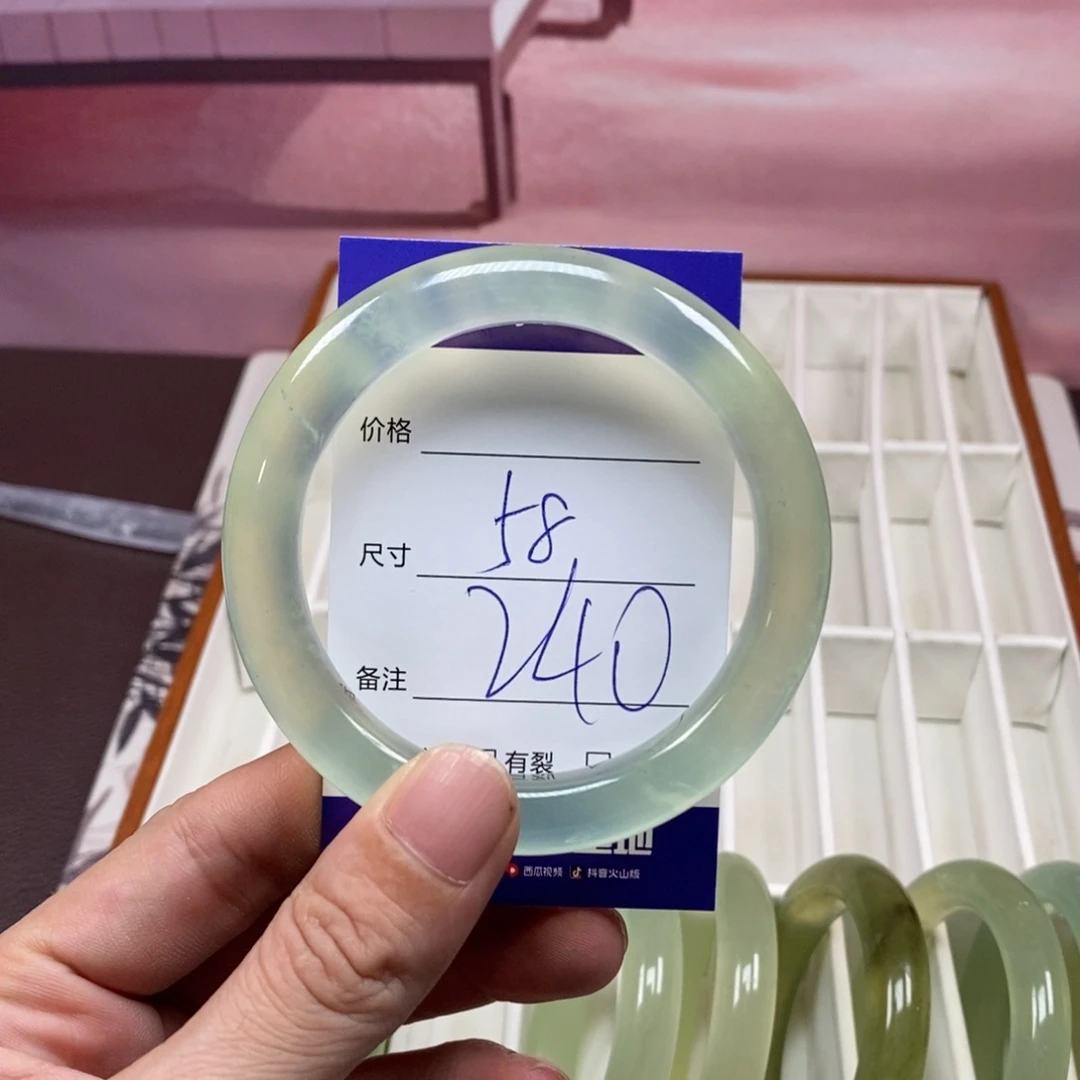 价格
尺寸 58
备注 240
有裂
西瓜视频 抖音火山版